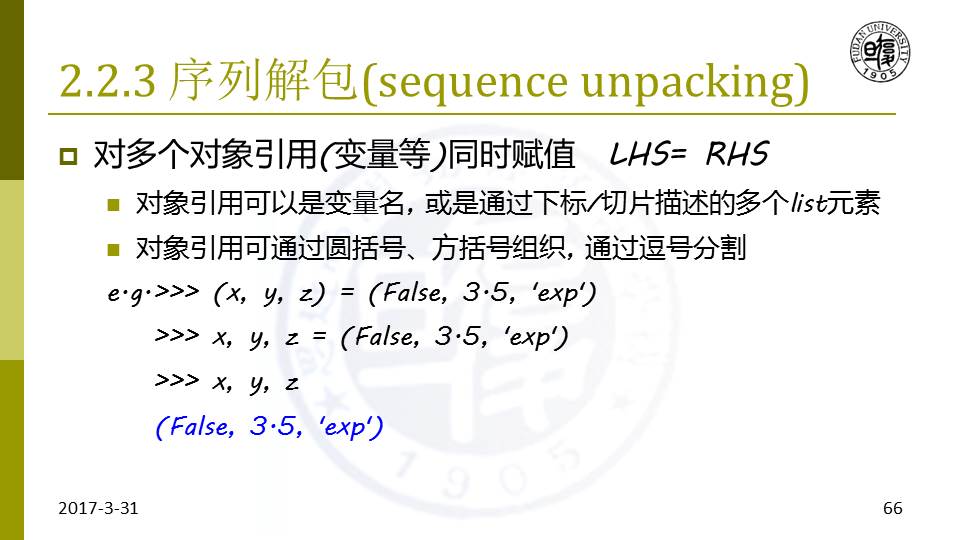 FUDAN UNIVERSITY
1905
2.2.3 序列解包(sequence unpacking)
对多个对象引用(变量等)同时赋值 LHS= RHS
对象引用可以是变量名, 或是通过下标/切片描述的多个list元素
对象引用可通过圆括号、方括号组织, 通过逗号分割
e.g.>>> (x, y, z) = (False, 3.5, 'exp')
>>> x, y, z = (False, 3.5, 'exp')
>>> x, y, z
(False, 3.5, 'exp')
1905
2017-3-31
66